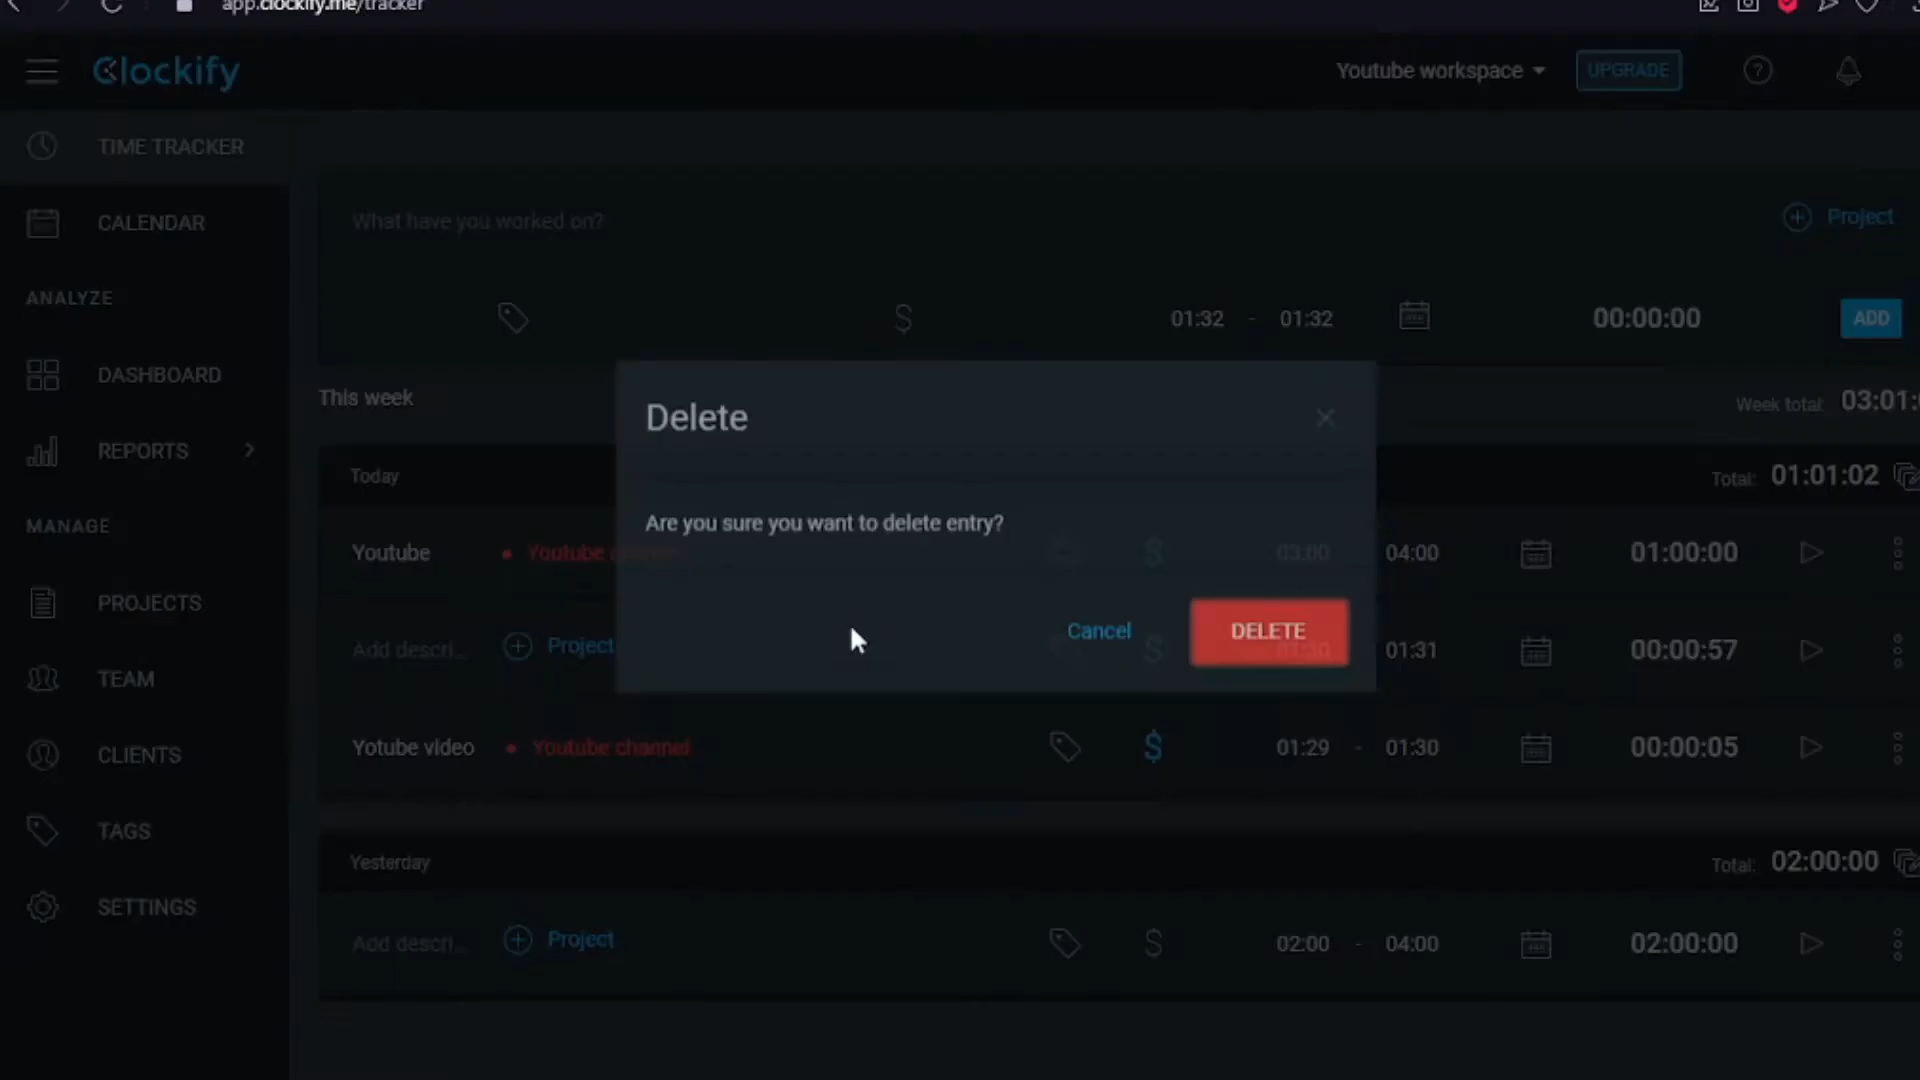 app.clockify.me/tracker
Clockify
Youtube workspace
UPGRADE
TIME TRACKER
CALENDAR
ANALYZE
DASHBOARD
REPORTS
MANAGE
PROJECTS
TEAM
CLIENTS
TAGS
SETTINGS
What have you worked on?
Project
01:32 - 01:32
00:00:00
ADD
This week
Week total: 03:01:
Delete
Are you sure you want to delete entry?
Cancel
DELETE
Today
Total: 01:01:02
Youtube
Youtube
03:00
04:00
01:00:00
Add descri...
Project
01:30
01:31
00:00:57
Yotube video
Youtube channel
01:29 - 01:30
00:00:05
Yesterday
Total: 02:00:00
Add descri...
Project
02:00 - 04:00
02:00:00